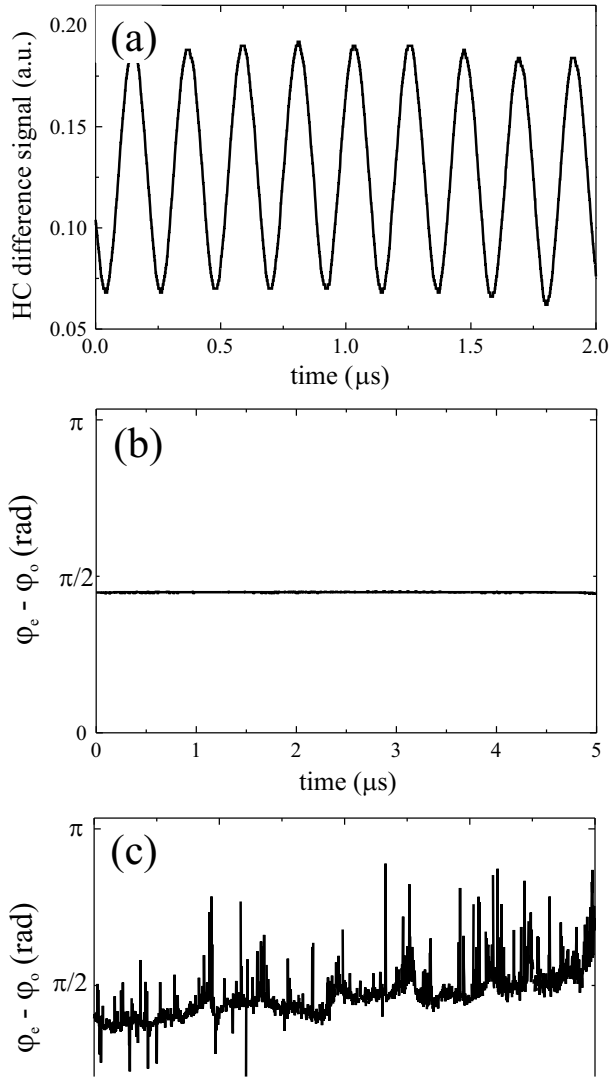 (a)
0.20
0.15
0.10
0.05
HC difference signal (a.u.)
0.0 0.5 1.0 1.5 2.0
time (μs)
(b)
π
π/2
0
φe - φo (rad)
0 1 2 3 4 5
time (μs)
(c)
π
π/2
φe - φo (rad)